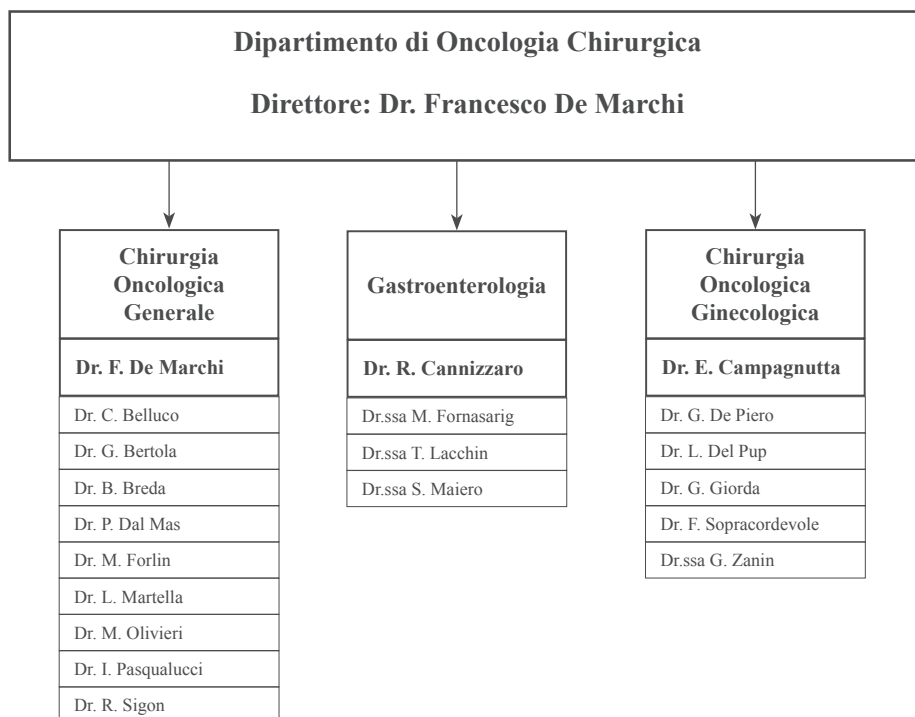 Dipartimento di Oncologia Chirurgica
Direttore: Dr. Francesco De Marchi
Chirurgia
Oncologica
Generale
Dr. F. De Marchi
Dr. C. Belluco
Dr. G. Bertola
Dr. B. Breda
Dr. P. Dal Mas
Dr. M. Forlin
Dr. L. Martella
Dr. M. Olivieri
Dr. I. Pasqualucci
Dr. R. Sigon
Gastroenterologia
Dr. R. Cannizzaro
Dr.ssa M. Fornasarig
Dr.ssa T. Lacchin
Dr.ssa S. Maiero
Chirurgia
Oncologica
Ginecologica
Dr. E. Campagnutta
Dr. G. De Piero
Dr. L. Del Pup
Dr. G. Giorda
Dr. F. Sopracordevole
Dr.ssa G. Zanin